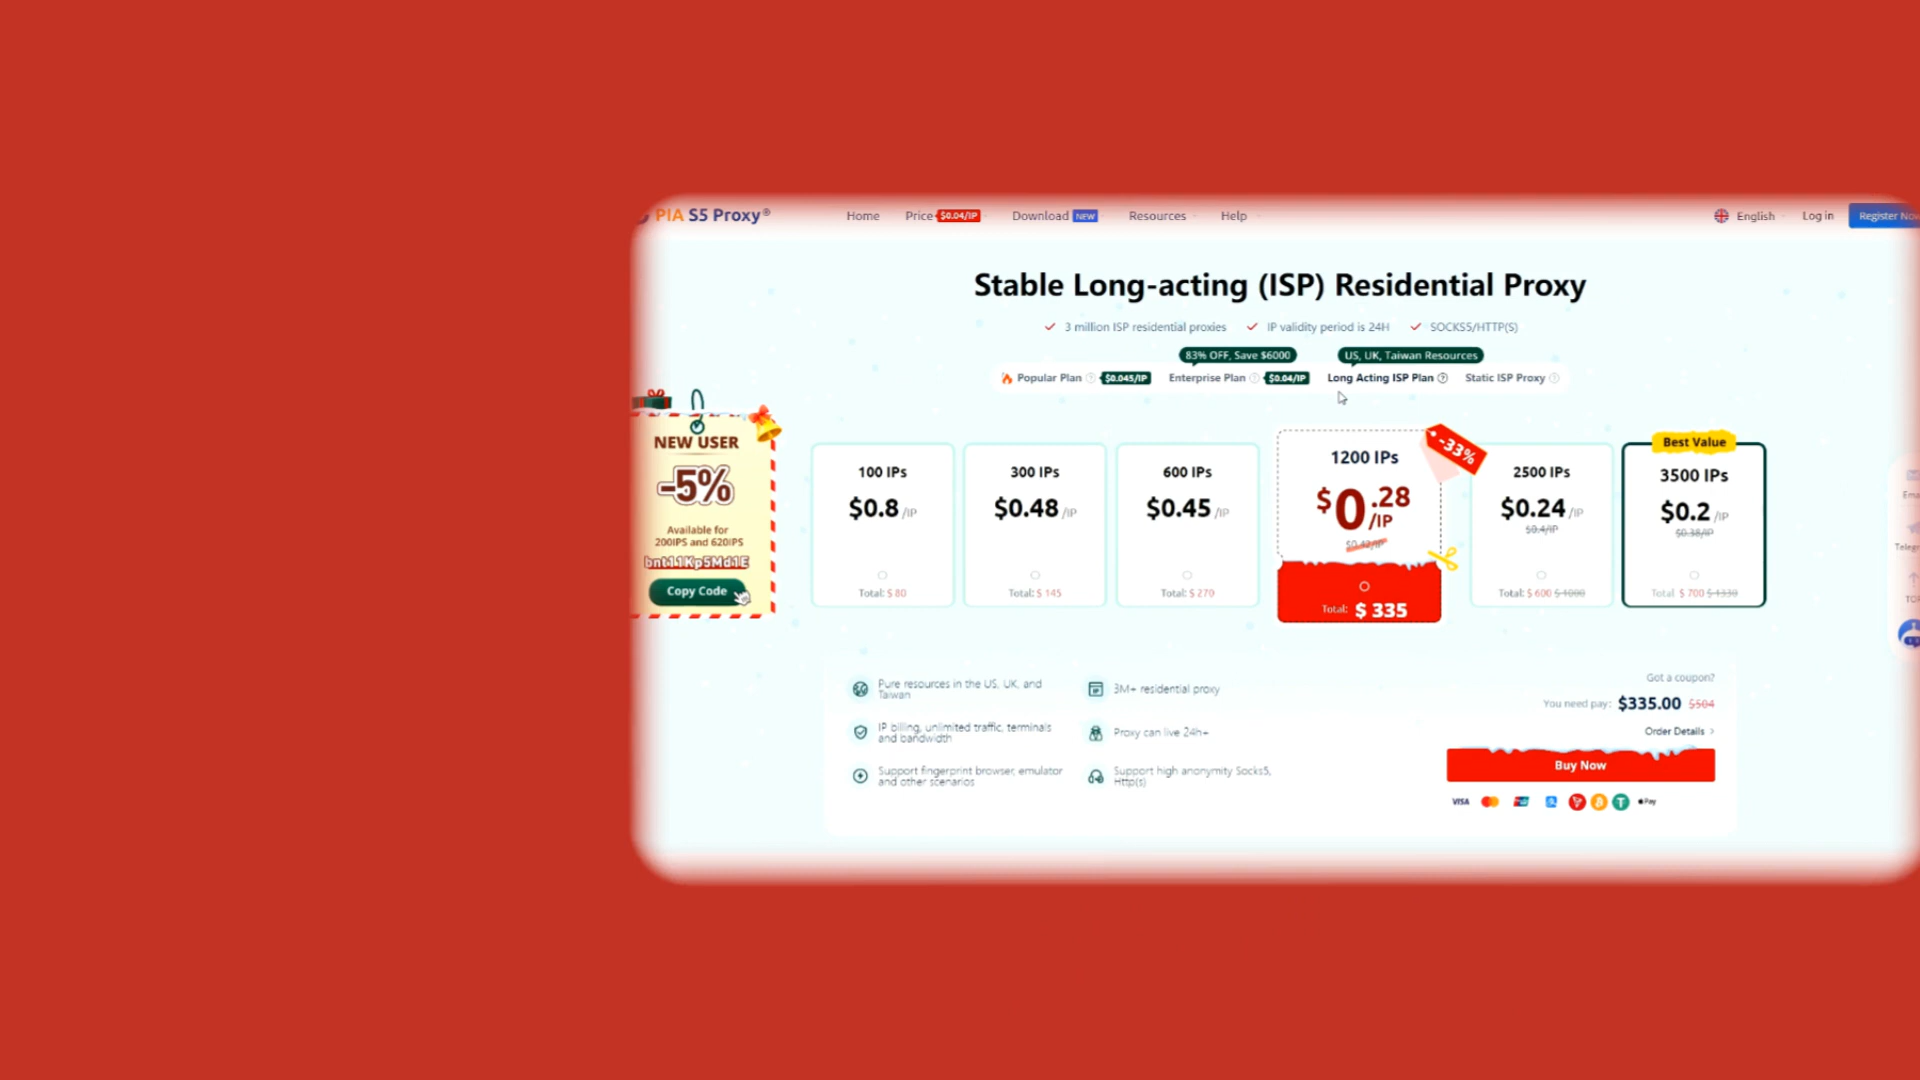 PIA S5 Proxy®
Home
Price $0.04/IP
Download NEW
Resources
Help
English
Log in
Register Now
Stable Long-acting (ISP) Residential Proxy
3 million ISP residential proxies
IP validity period is 24H
SOCKS5/HTTP(S)
83% OFF, Save $6000
US, UK, Taiwan Resources
Popular Plan $0.045/IP
Enterprise Plan $0.04/IP
Long Acting ISP Plan
Static ISP Proxy
NEW USER
-5%
Available for
200IPS and 620IPS
bnt11Kp5Md1E
Copy Code
100 IPs
$0.8 /IP
Total: $ 80
300 IPs
$0.48 /IP
Total: $ 145
600 IPs
$0.45 /IP
Total: $ 270
-33%
1200 IPs
$0.28 /IP
$0.42/IP
Total: $ 335
2500 IPs
$0.24 /IP
$0.4/IP
Total: $ 600 $ 1000
Best Value
3500 IPs
$0.2 /IP
$0.38/IP
Total $ 700 $ 1330
Pure resources in the US, UK, and
Taiwan
3M+ residential proxy
IP billing, unlimited traffic, terminals
and bandwidth
Proxy can live 24h+
Support fingerprint browser, emulator
and other scenarios
Support high anonymity Socks5,
Http(s)
Got a coupon?
You need pay: $335.00 $504
Order Details
Buy Now
VISA
Pay